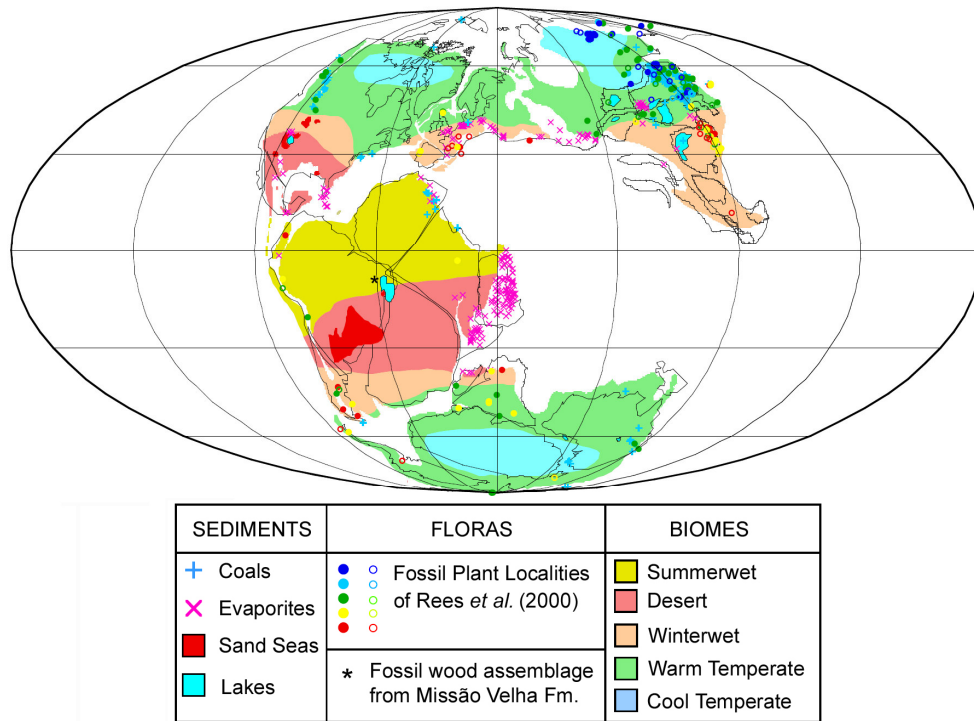 SEDIMENTS
Coals
Evaporites
Sand Seas
Lakes
FLORAS
Fossil Plant Localities
of Rees et al. (2000)
* Fossil wood assemblage
from Missão Velha Fm.
BIOMES
Summerwet
Desert
Winterwet
Warm Temperate
Cool Temperate